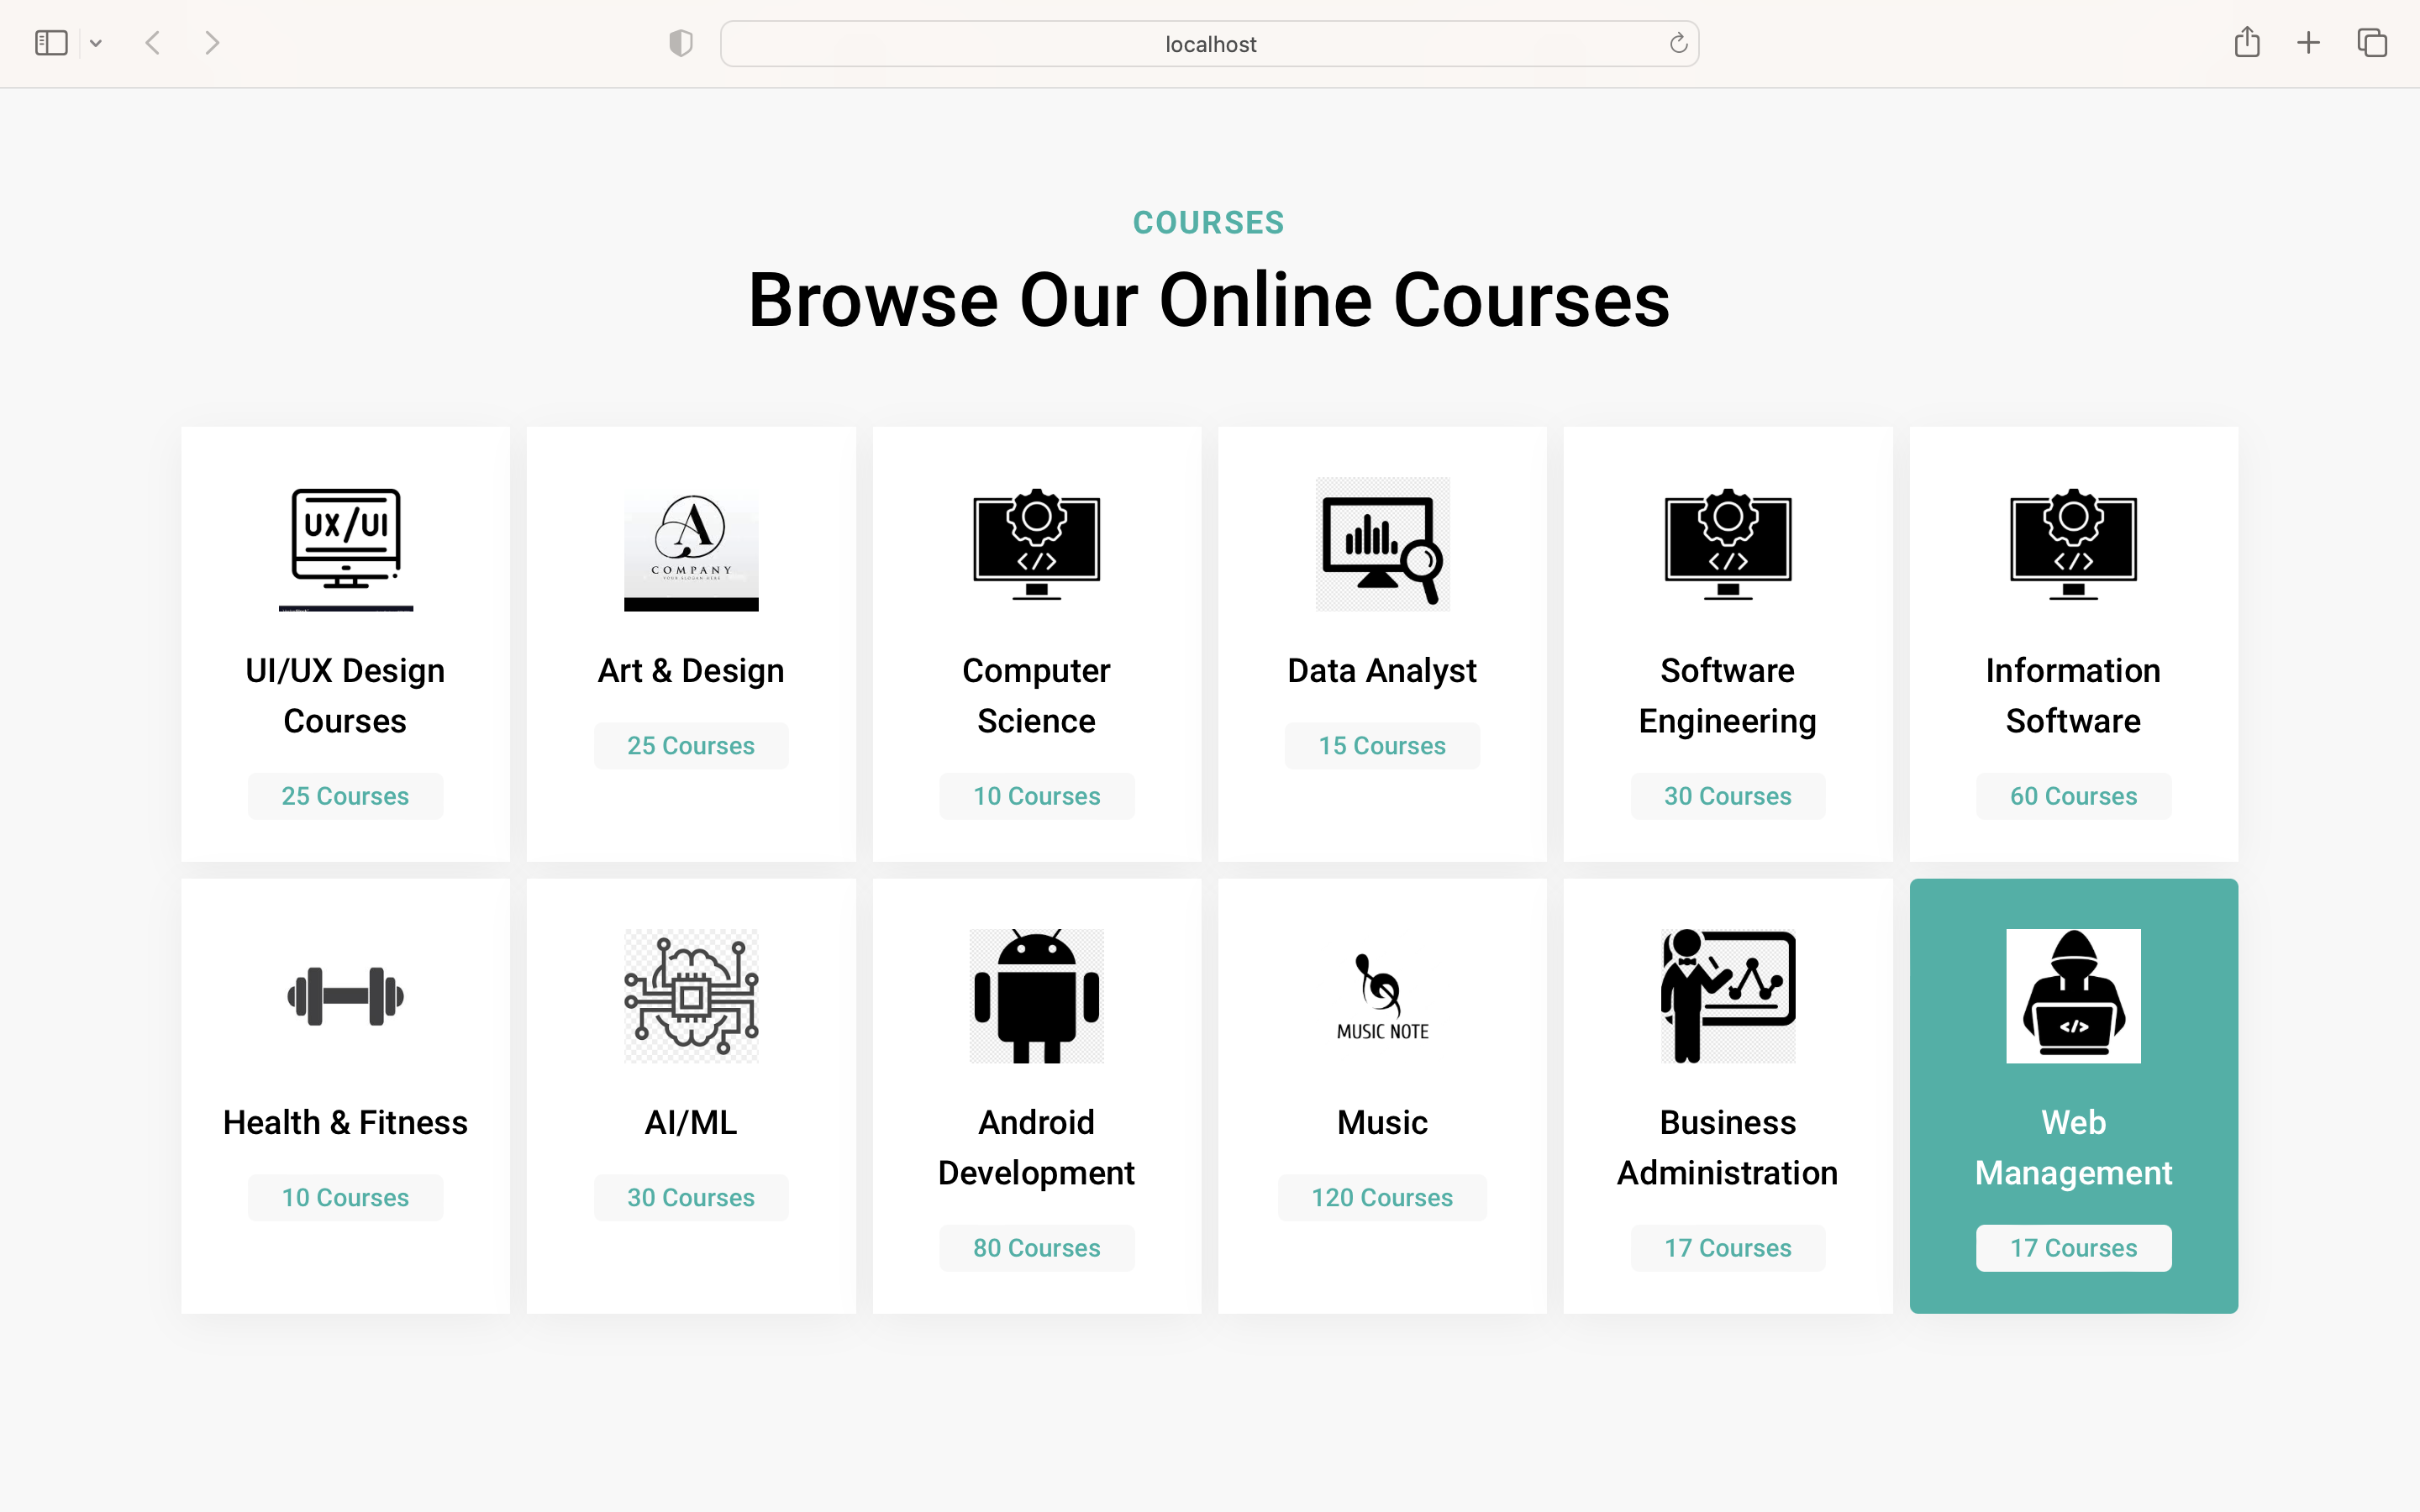 localhost
COURSES
Browse Our Online Courses
UX/UI
COMPANY
</>
</>
</>
UI/UX Design
Courses
25 Courses
Art & Design
25 Courses
Computer
Science
10 Courses
Data Analyst
15 Courses
Software
Engineering
30 Courses
Information
Software
60 Courses
MUSIC NOTE
</>
Health & Fitness
10 Courses
AI/ML
30 Courses
Android
Development
80 Courses
Music
120 Courses
Business
Administration
17 Courses
Web
Management
17 Courses